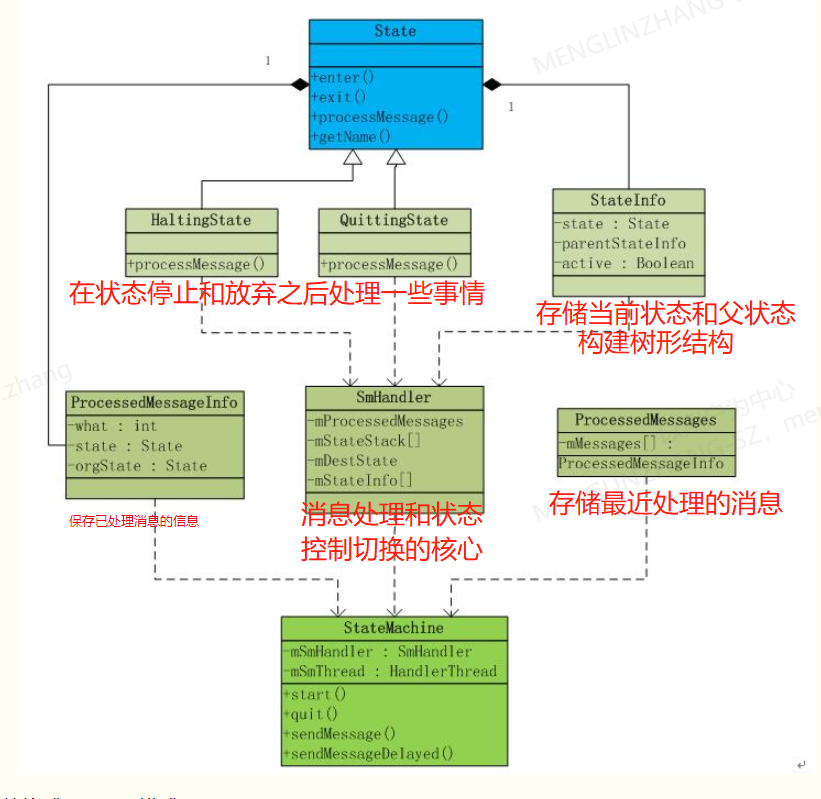 MENGLINZHANG
State
1
+enter()
+exit()
+processMessage()
+getName()
1
HaltingState
+processMessage()
QuittingState
+processMessage()
StateInfo
-state : State
-parentStateInfo
-active : Boolean
在状态停止和放弃之后处理一些事情
存储当前状态和父状态
构建树形结构
zhang
ProcessedMessageInfo
-what : int
-state : State
-orgState : State
保存已处理消息的信息
SmHandler
-mProcessedMessages
-mStateStack[]
-mDestState
-mStateInfo[]
消息处理和状态
控制切换的核心
ProcessedMessages
-mMessages[] :
ProcessedMessageInfo
存储最近处理的消息
StateMachine
-mSmHandler : SmHandler
-mSmThread : HandlerThread
+start()
+quit()
+sendMessage()
+sendMessageDelayed()